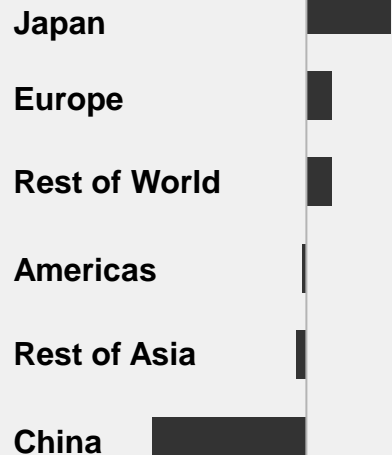 Japan
Europe
Rest of World
Americas
Rest of Asia
China